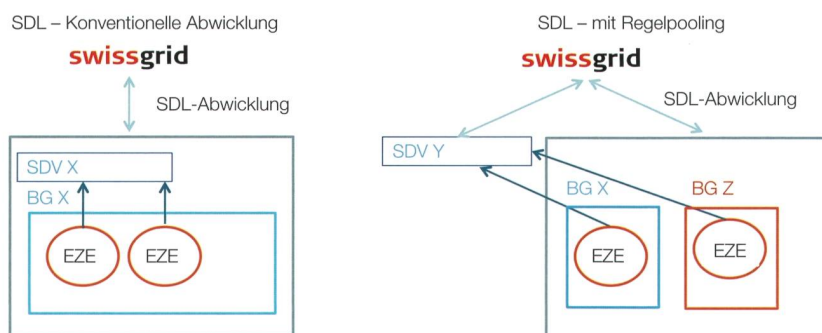 SDL – Konventionelle Abwicklung
swissgrid
SDL-Abwicklung
SDV X
BG X
EZE
EZE
SDL – mit Regelpooling
swissgrid
SDL-Abwicklung
SDV Y
BG X
BG Z
EZE
EZE